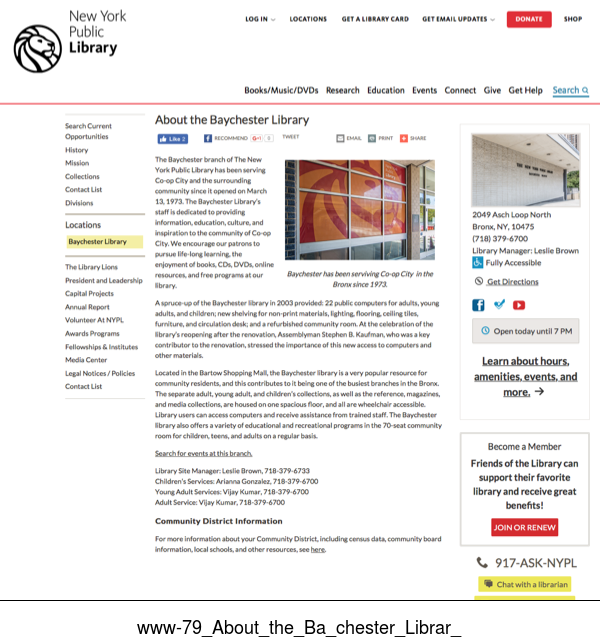 New York
Public
Library
LOG IN LOCATIONS GET A LIBRARY CARD GET EMAIL UPDATES DONATE SHOP
Books/Music/DVDs Research Education Events Connect Give Get Help Search
Search Current
Opportunities
History
Mission
Collections
Contact List
Divisions
Locations
Baychester Library
The Library Lions
President and Leadership
Capital Projects
Annual Report
Volunteer At NYPL
Awards Programs
Fellowships & Institutes
Media Center
Legal Notices / Policies
Contact List
About the Baychester Library
Like 2 RECOMMEND G+1 0 TWEET EMAIL PRINT SHARE
The Baychester branch of The New
York Public Library has been serving
Co-op City and the surrounding
community since it opened on March
13, 1973. The Baychester Library's
staff is dedicated to providing
information, education, culture, and
inspiration to the community of Co-op
City. We encourage our patrons to
pursue life-long learning, the
enjoyment of books, CDs, DVDs, online
resources, and free programs at our
library.
Baychester has been serviving Co-op City in the
Bronx since 1973.
A spruce-up of the Baychester library in 2003 provided: 22 public computers for adults, young
adults, and children; new shelving for non-print materials, lighting, flooring, ceiling tiles,
furniture, and circulation desk; and a refurbished community room. At the celebration of the
library's reopening after the renovation, Assemblyman Stephen B. Kaufman, who was a key
contributor to the renovation, stressed the importance of this new access to computers and
other materials.
Located in the Bartow Shopping Mall, the Baychester library is a very popular resource for
community residents, and this contributes to it being one of the busiest branches in the Bronx.
The separate adult, young adult, and children's collections, as well as the reference, magazines,
and media collections, are housed on one spacious floor, and all are wheelchair accessible.
Library users can access computers and receive assistance from trained staff. The Baychester
library also offers a variety of educational and recreational programs in the 70-seat community
room for children, teens, and adults on a regular basis.
Search for events at this branch.
Library Site Manager: Leslie Brown, 718-379-6733
Children's Services: Arianna Gonzalez, 718-379-6700
Young Adult Services: Vijay Kumar, 718-379-6700
Adult Service: Vijay Kumar, 718-379-6700
Community District Information
For more information about your Community District, including census data, community board
information, local schools, and other resources, see here.
2049 Asch Loop North
Bronx, NY, 10475
(718) 379-6700
Library Manager: Leslie Brown
Fully Accessible
Get Directions
Open today until 7 PM
Learn about hours,
amenities, events, and
more. →
Become a Member
Friends of the Library can
support their favorite
library and receive great
benefits!
JOIN OR RENEW
917-ASK-NYPL
Chat with a librarian
www-79_About_the_Ba_chester_Librar_